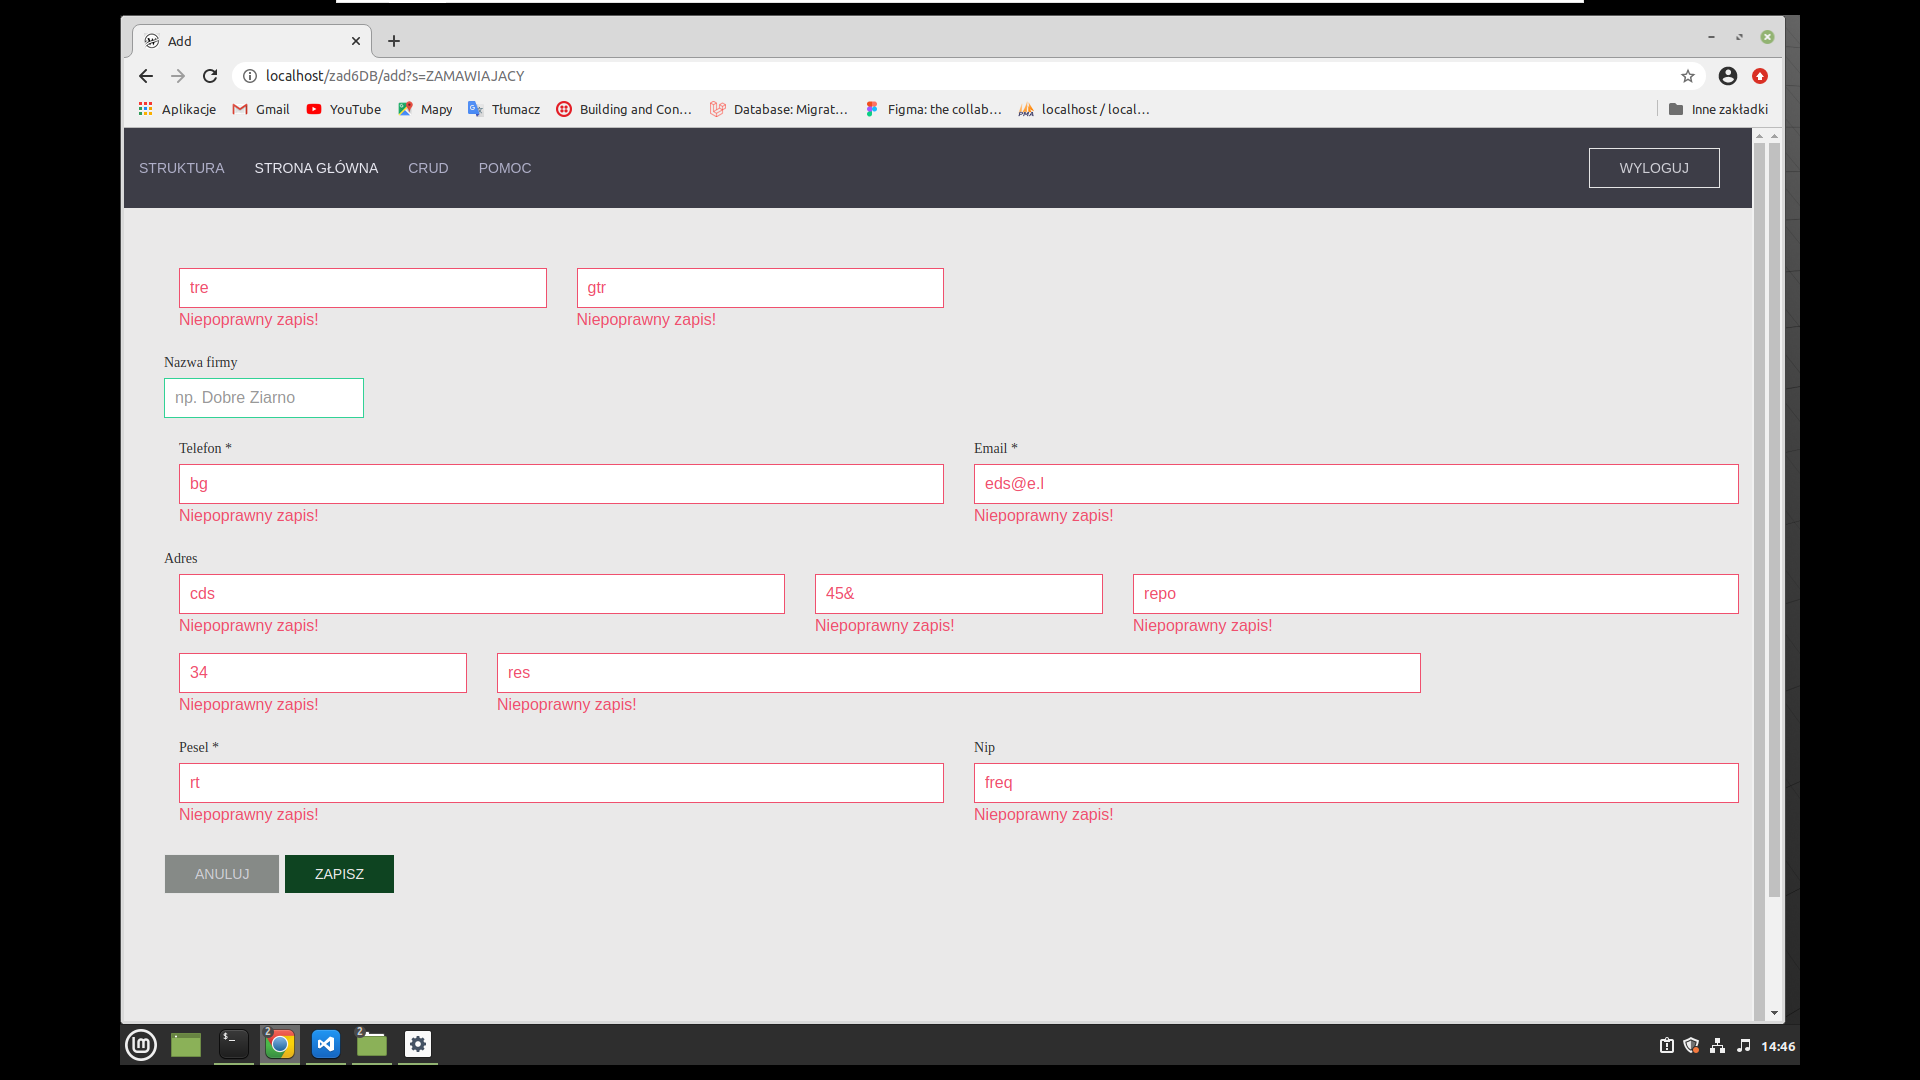 Add
localhost/zad6DB/add?s=ZAMAWIAJACY
Aplikacje Gmail YouTube Mapy Tłumacz Building and Con... Database: Migrat... Figma: the collab... localhost / local... Inne zakładki
STRUKTURA STRONA GŁÓWNA CRUD POMOC WYLOGUJ
tre gtr
Niepoprawny zapis! Niepoprawny zapis!
Nazwa firmy
np. Dobre Ziarno
Telefon * Email *
bg eds@e.l
Niepoprawny zapis! Niepoprawny zapis!
Adres
cds 45& repo
Niepoprawny zapis! Niepoprawny zapis! Niepoprawny zapis!
34 res
Niepoprawny zapis! Niepoprawny zapis!
Pesel * Nip
rt freq
Niepoprawny zapis! Niepoprawny zapis!
ANULUJ ZAPISZ
2 2 14:46